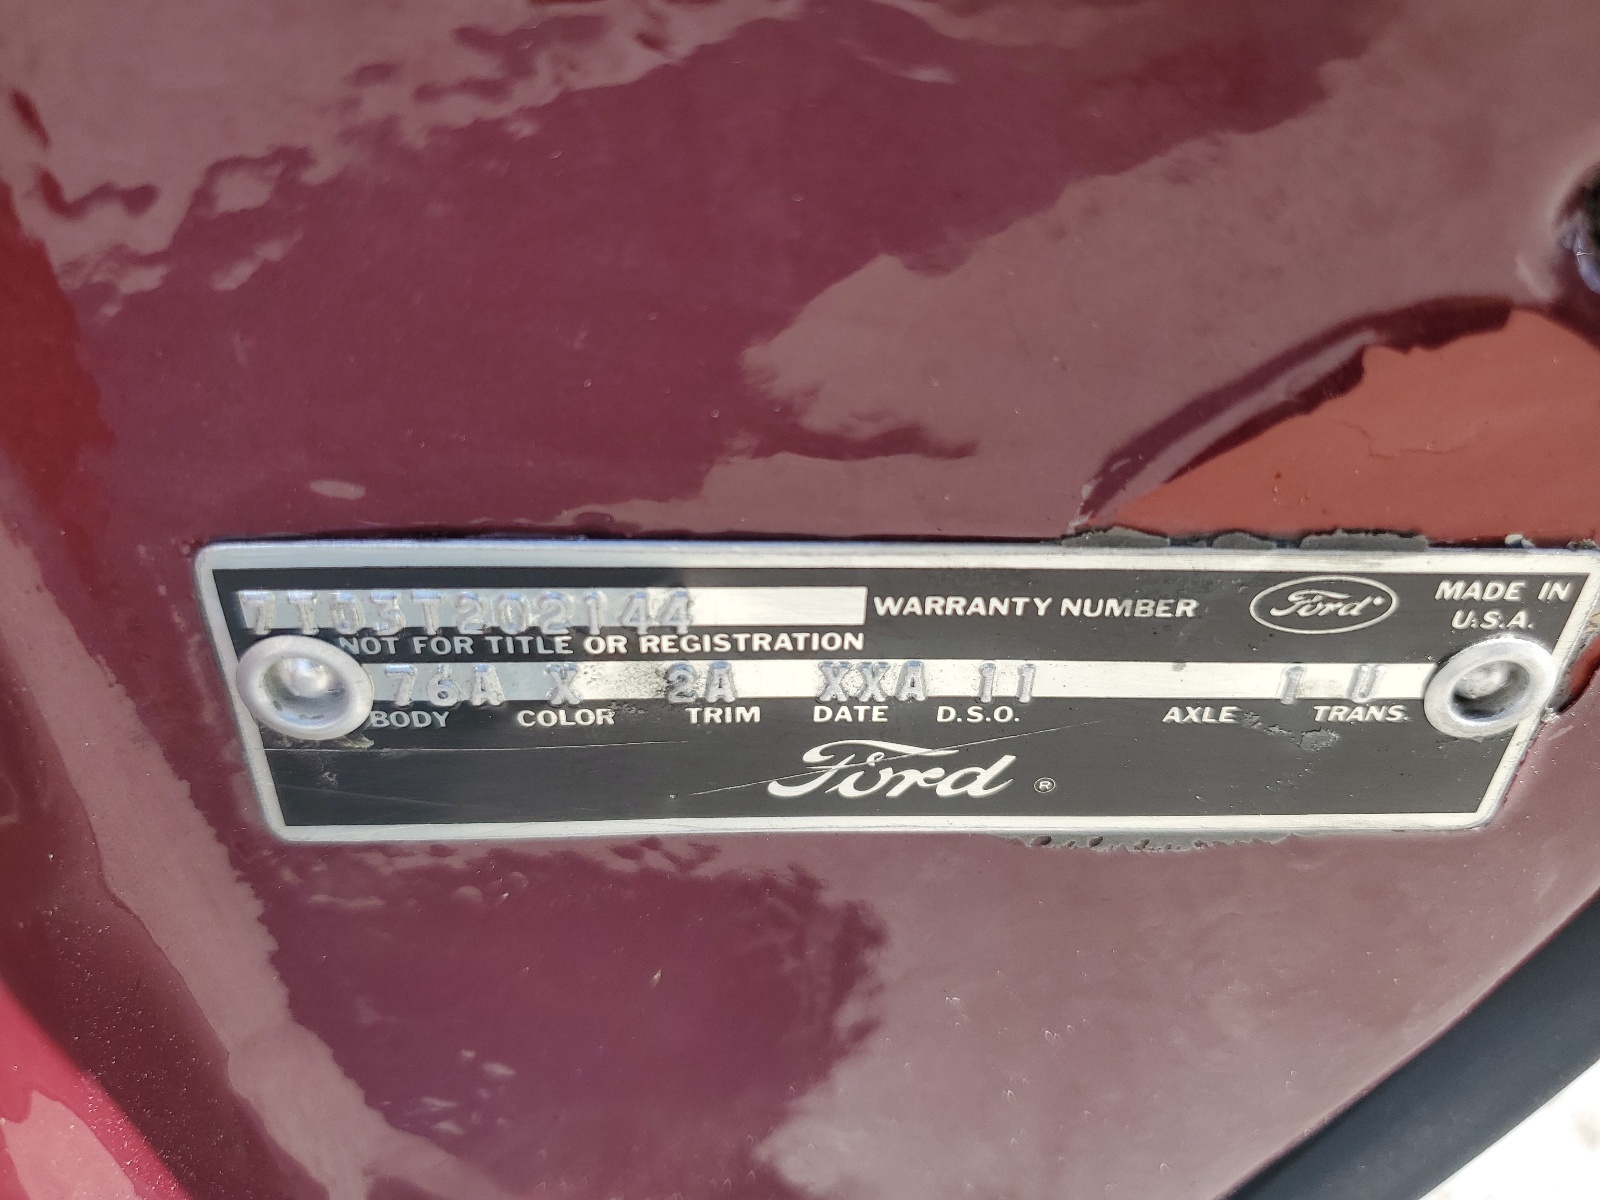 7T03T202144 WARRANTY NUMBER Ford MADE IN
U.S.A.
NOT FOR TITLE OR REGISTRATION
76A X 2A XXA 11 1 U
BODY COLOR TRIM DATE D.S.O. AXLE TRANS.
Ford ®